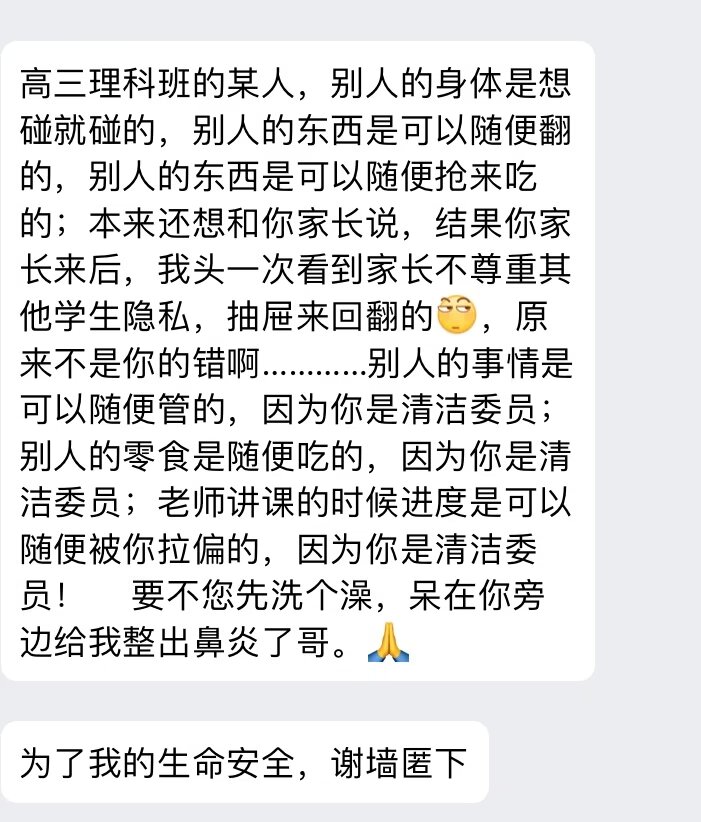 高三理科班的某人，别人的身体是想
碰就碰的，别人的东西是可以随便翻
的，别人的东西是可以随便抢来吃
的；本来还想和你家长说，结果你家
长来后，我头一次看到家长不尊重其
他学生隐私，抽屉来回翻的🙄，原
来不是你的错啊…………别人的事情是
可以随便管的，因为你是清洁委员；
别人的零食是随便吃的，因为你是清
洁委员；老师讲课的时候进度是可以
随便被你拉偏的，因为你是清洁委
员！　要不您先洗个澡，呆在你旁
边给我整出鼻炎了哥。🙏
为了我的生命安全，谢墙匿下